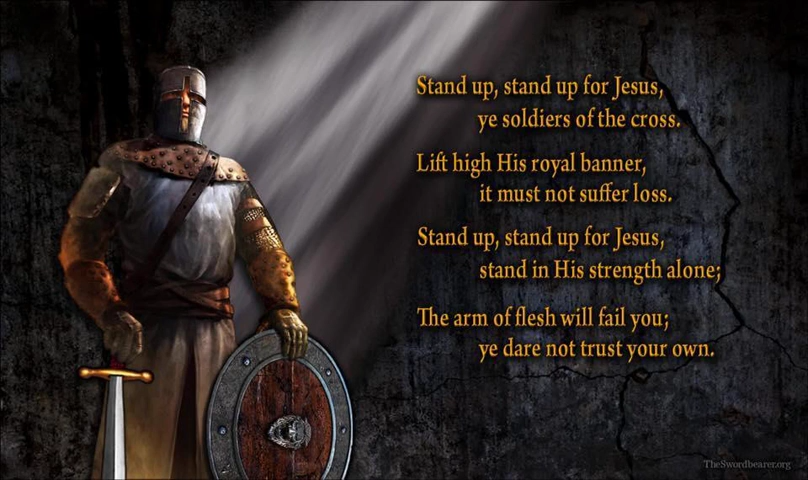 Stand up, stand up for Jesus,
ye soldiers of the cross.
Lift high His royal banner,
it must not suffer loss.
Stand up, stand up for Jesus,
stand in His strength alone;
The arm of flesh will fail you;
ye dare not trust your own.
TheSwordbearer.org